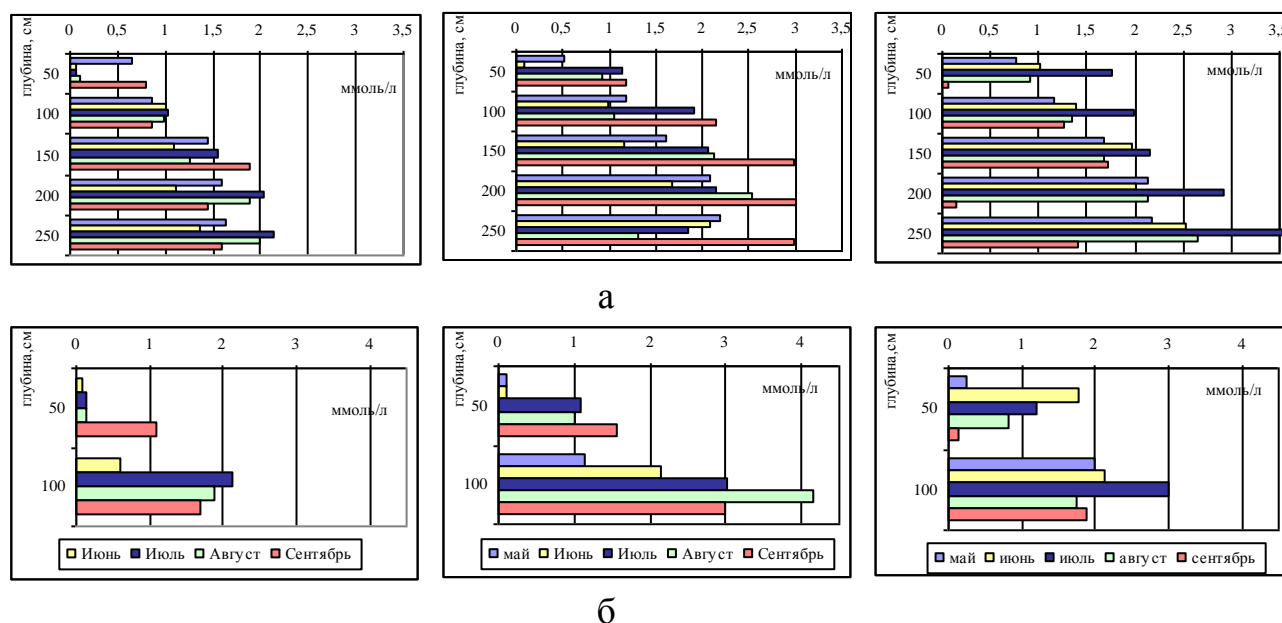 0 0,5 1 1,5 2 2,5 3 3,5
глубина, см
ммоль/л
50
100
150
200
250
0 0,5 1 1,5 2 2,5 3 3,5
глубина, см
ммоль/л
50
100
150
200
250
0 0,5 1 1,5 2 2,5 3 3,5
глубина, см
ммоль/л
50
100
150
200
250
а
0 1 2 3 4
глубина,см
ммоль/л
50
100
Июнь Июль Август Сентябрь
0 1 2 3 4
глубина,см
ммоль/л
50
100
май Июнь Июль Август Сентябрь
0 1 2 3 4
глубина,см
ммоль/л
50
100
май июнь июль август сентябрь
б